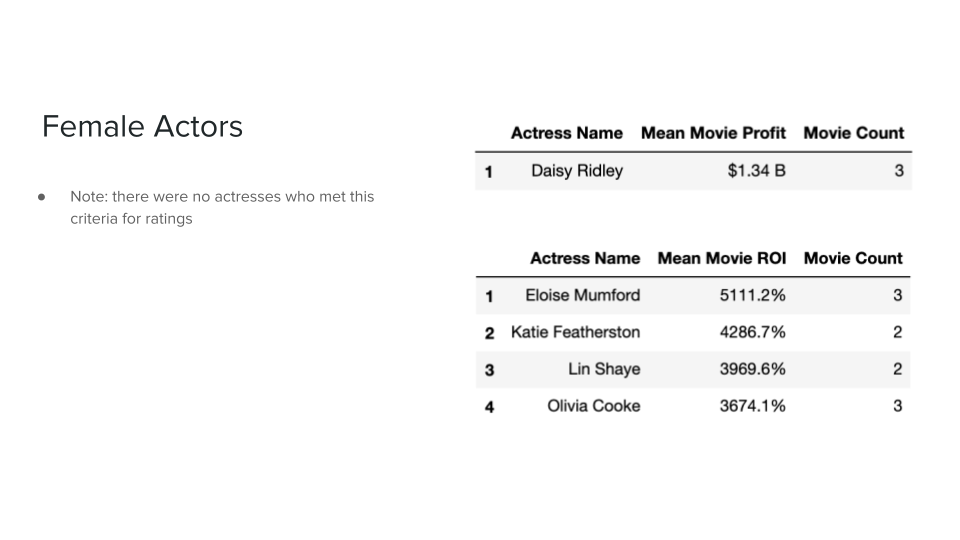 Female Actors
● Note: there were no actresses who met this
criteria for ratings
Actress Name Mean Movie Profit Movie Count
1 Daisy Ridley $1.34 B 3
Actress Name Mean Movie ROI Movie Count
1 Eloise Mumford 5111.2% 3
2 Katie Featherston 4286.7% 2
3 Lin Shaye 3969.6% 2
4 Olivia Cooke 3674.1% 3